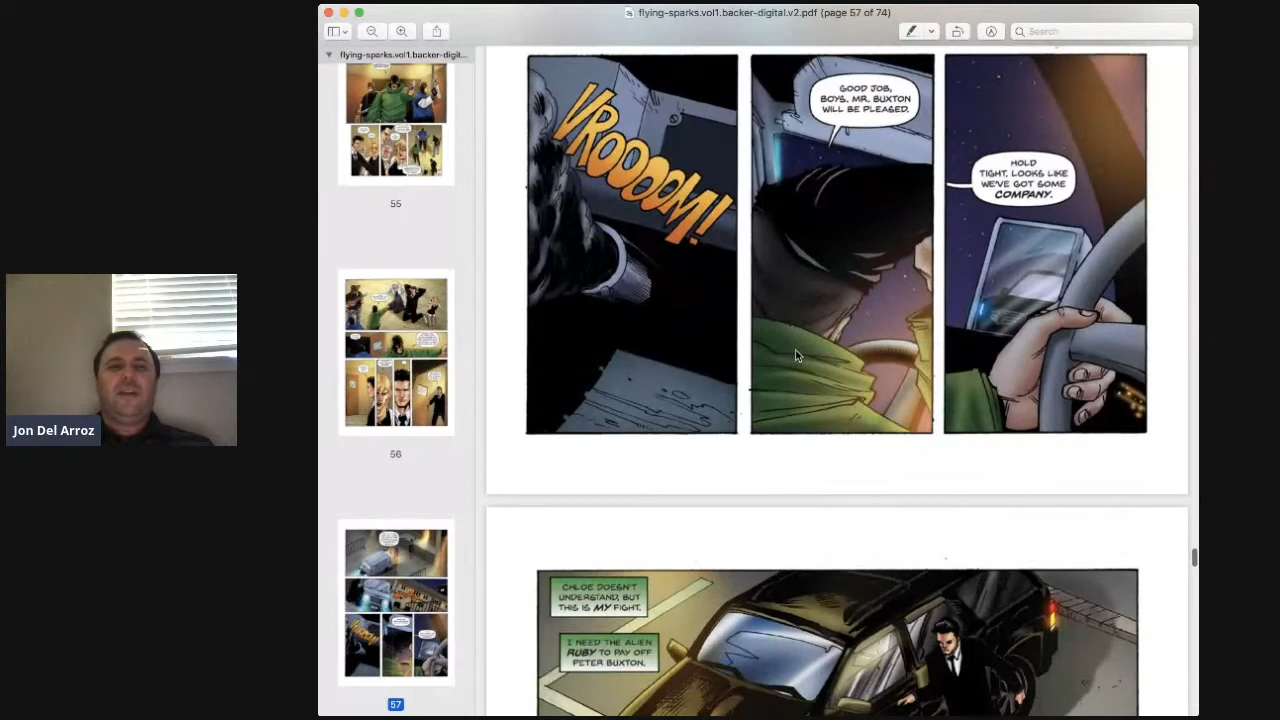 flying-sparks.vol1.backer-digital.v2.pdf (page 57 of 74)
Search
flying-sparks.vol1.backer-digit...
55
56
57
Jon Del Arroz
VROOOOM!
GOOD JOB,
BOYS. MR. BUXTON
WILL BE PLEASED.
HOLD
TIGHT, LOOKS LIKE
WE'VE GOT SOME
COMPANY.
CHLOE DOESN'T
UNDERSTAND, BUT
THIS IS MY FIGHT.
I NEED THE ALIEN
RUBY TO PAY OFF
PETER BUXTON.